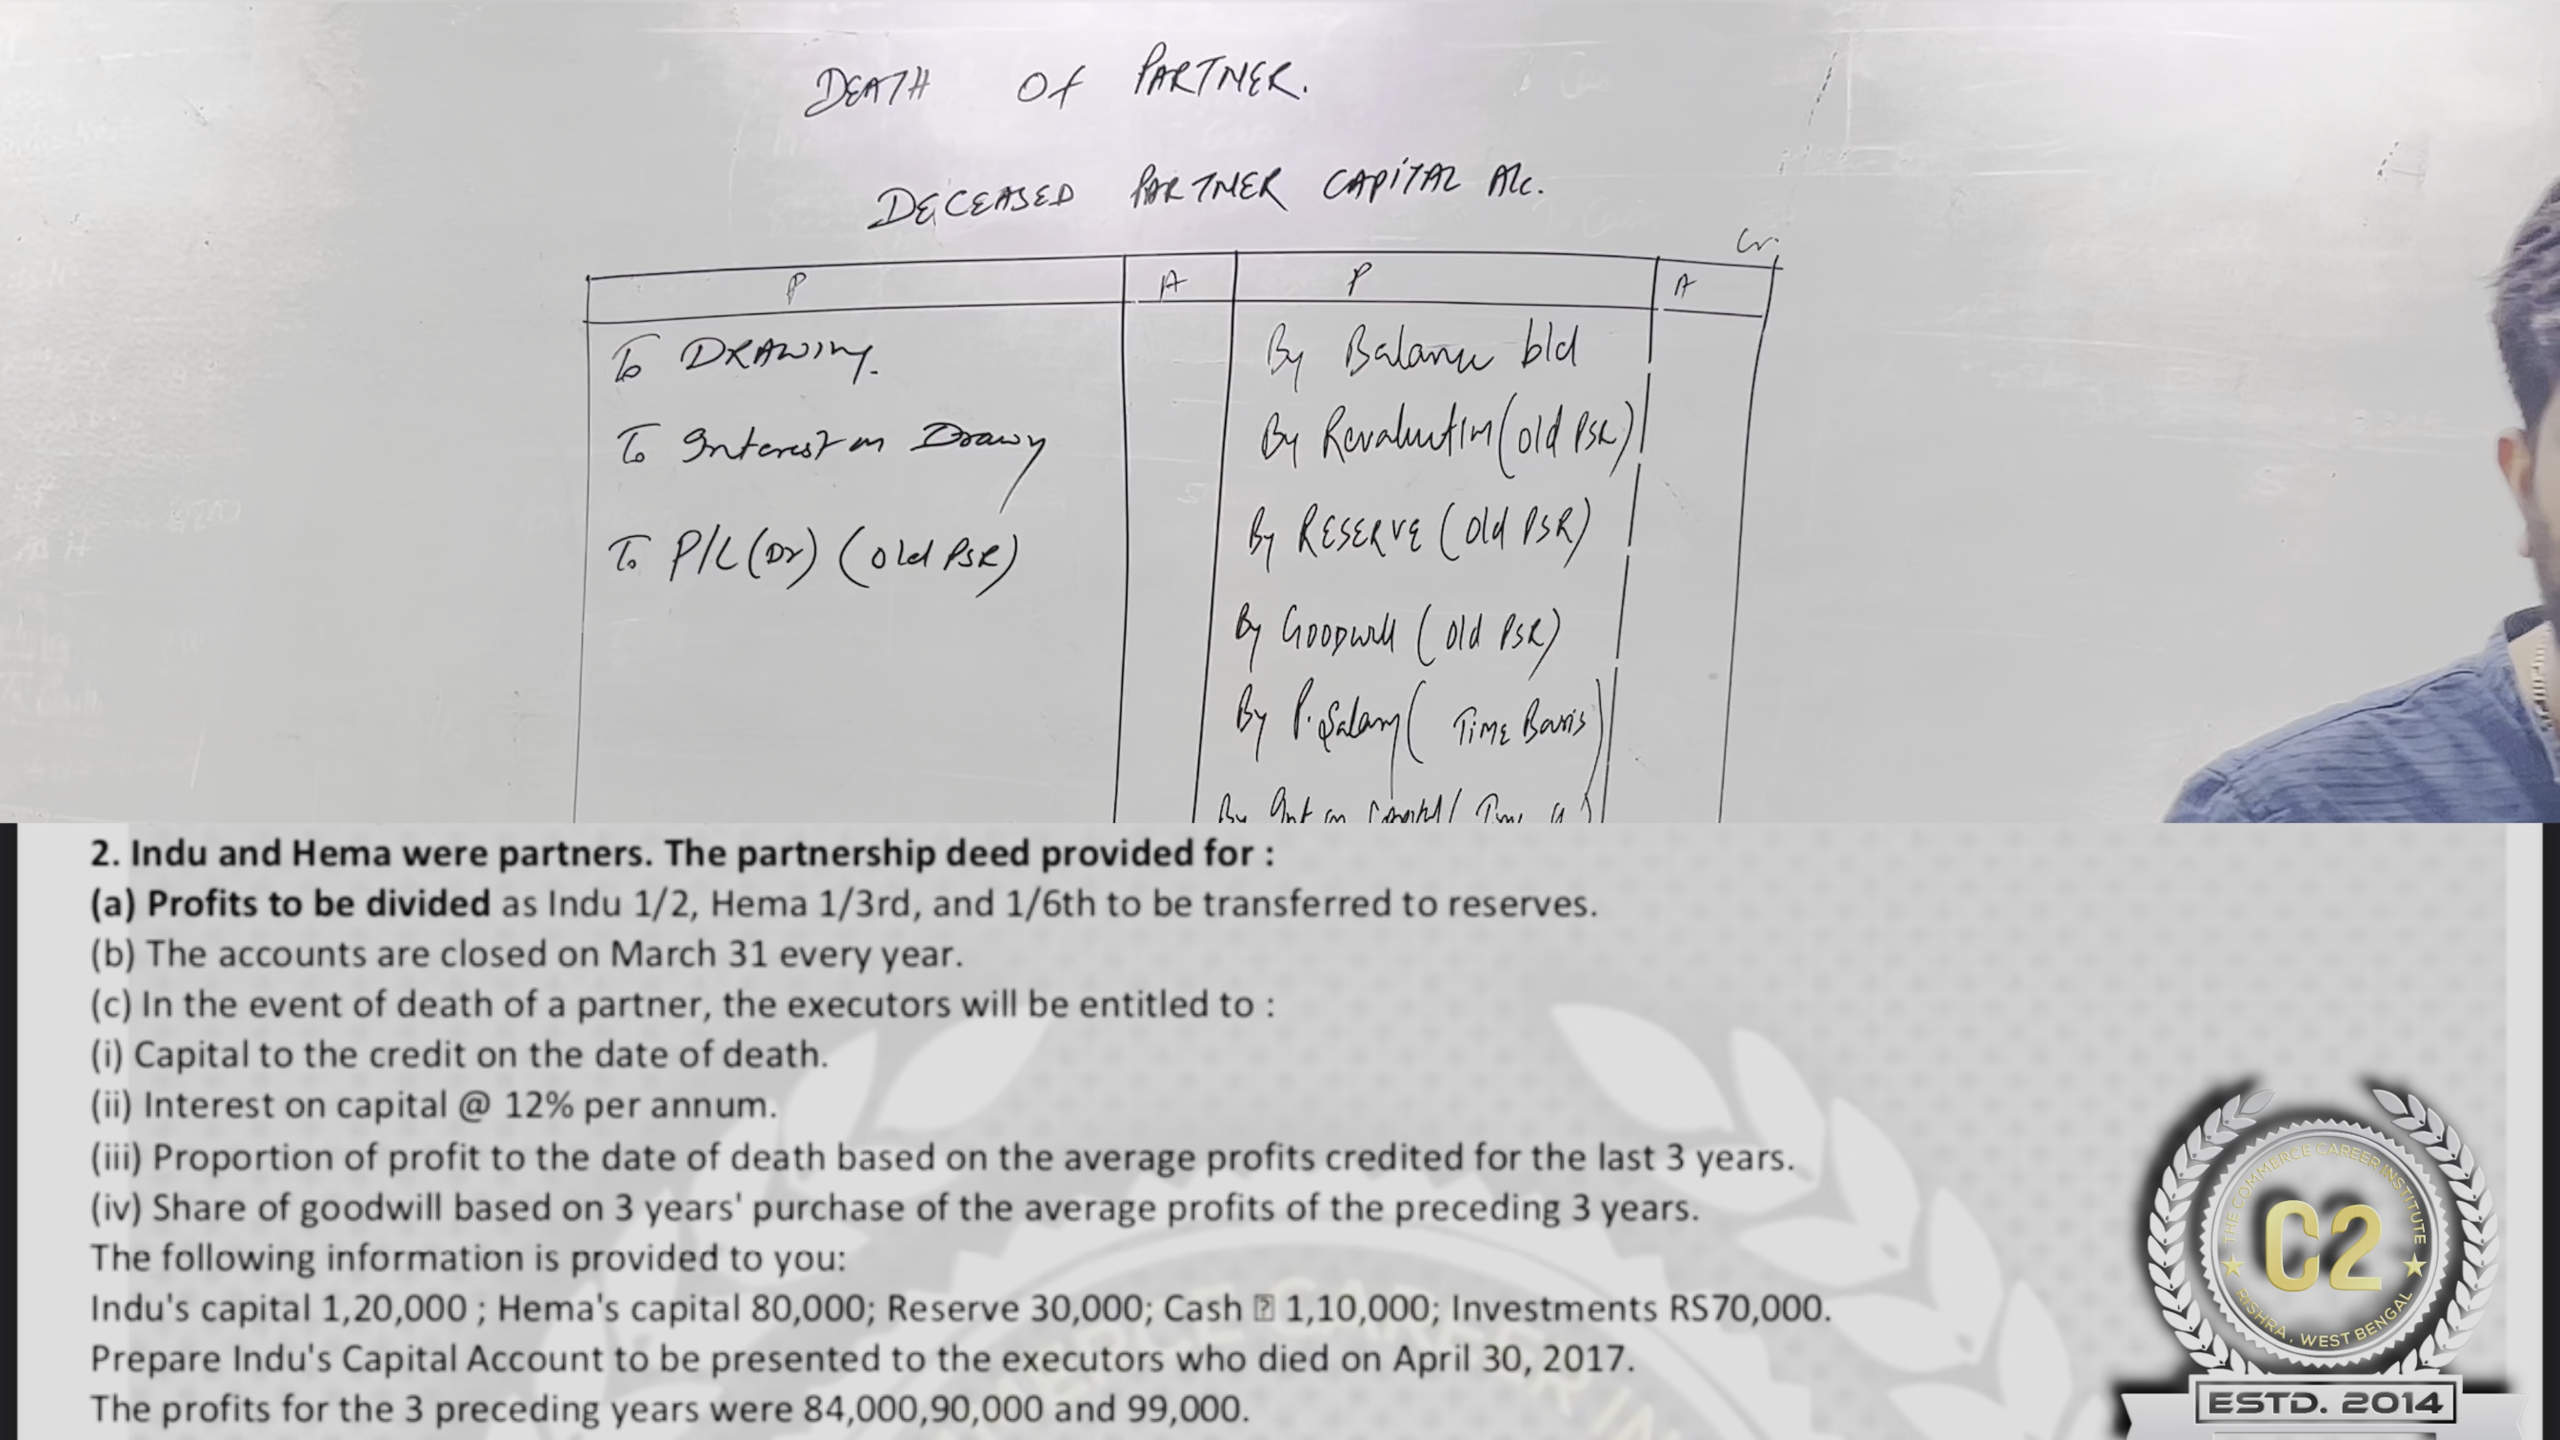 DEATH Of PARTNER.
DECEASED PARTNER CAPITAL A/c.
Cr.
P A P A
To DRAWING. By Balance b/d
To Interest on Drawg By Revaluation (old PSR)
To P/L (Dr) (old PSR) By RESERVE (old PSR)
By GOODWILL (old PSR)
By P. Salary (TIME Basis)
By Int on Capital (
2. Indu and Hema were partners. The partnership deed provided for :
(a) Profits to be divided as Indu 1/2, Hema 1/3rd, and 1/6th to be transferred to reserves.
(b) The accounts are closed on March 31 every year.
(c) In the event of death of a partner, the executors will be entitled to :
(i) Capital to the credit on the date of death.
(ii) Interest on capital @ 12% per annum.
(iii) Proportion of profit to the date of death based on the average profits credited for the last 3 years.
(iv) Share of goodwill based on 3 years' purchase of the average profits of the preceding 3 years.
The following information is provided to you:
Indu's capital 1,20,000 ; Hema's capital 80,000; Reserve 30,000; Cash 1,10,000; Investments RS70,000.
Prepare Indu's Capital Account to be presented to the executors who died on April 30, 2017.
The profits for the 3 preceding years were 84,000,90,000 and 99,000.
THE COMMERCE CAREER INSTITUTE
C2
RISHRA . WEST BENGAL
ESTD. 2014